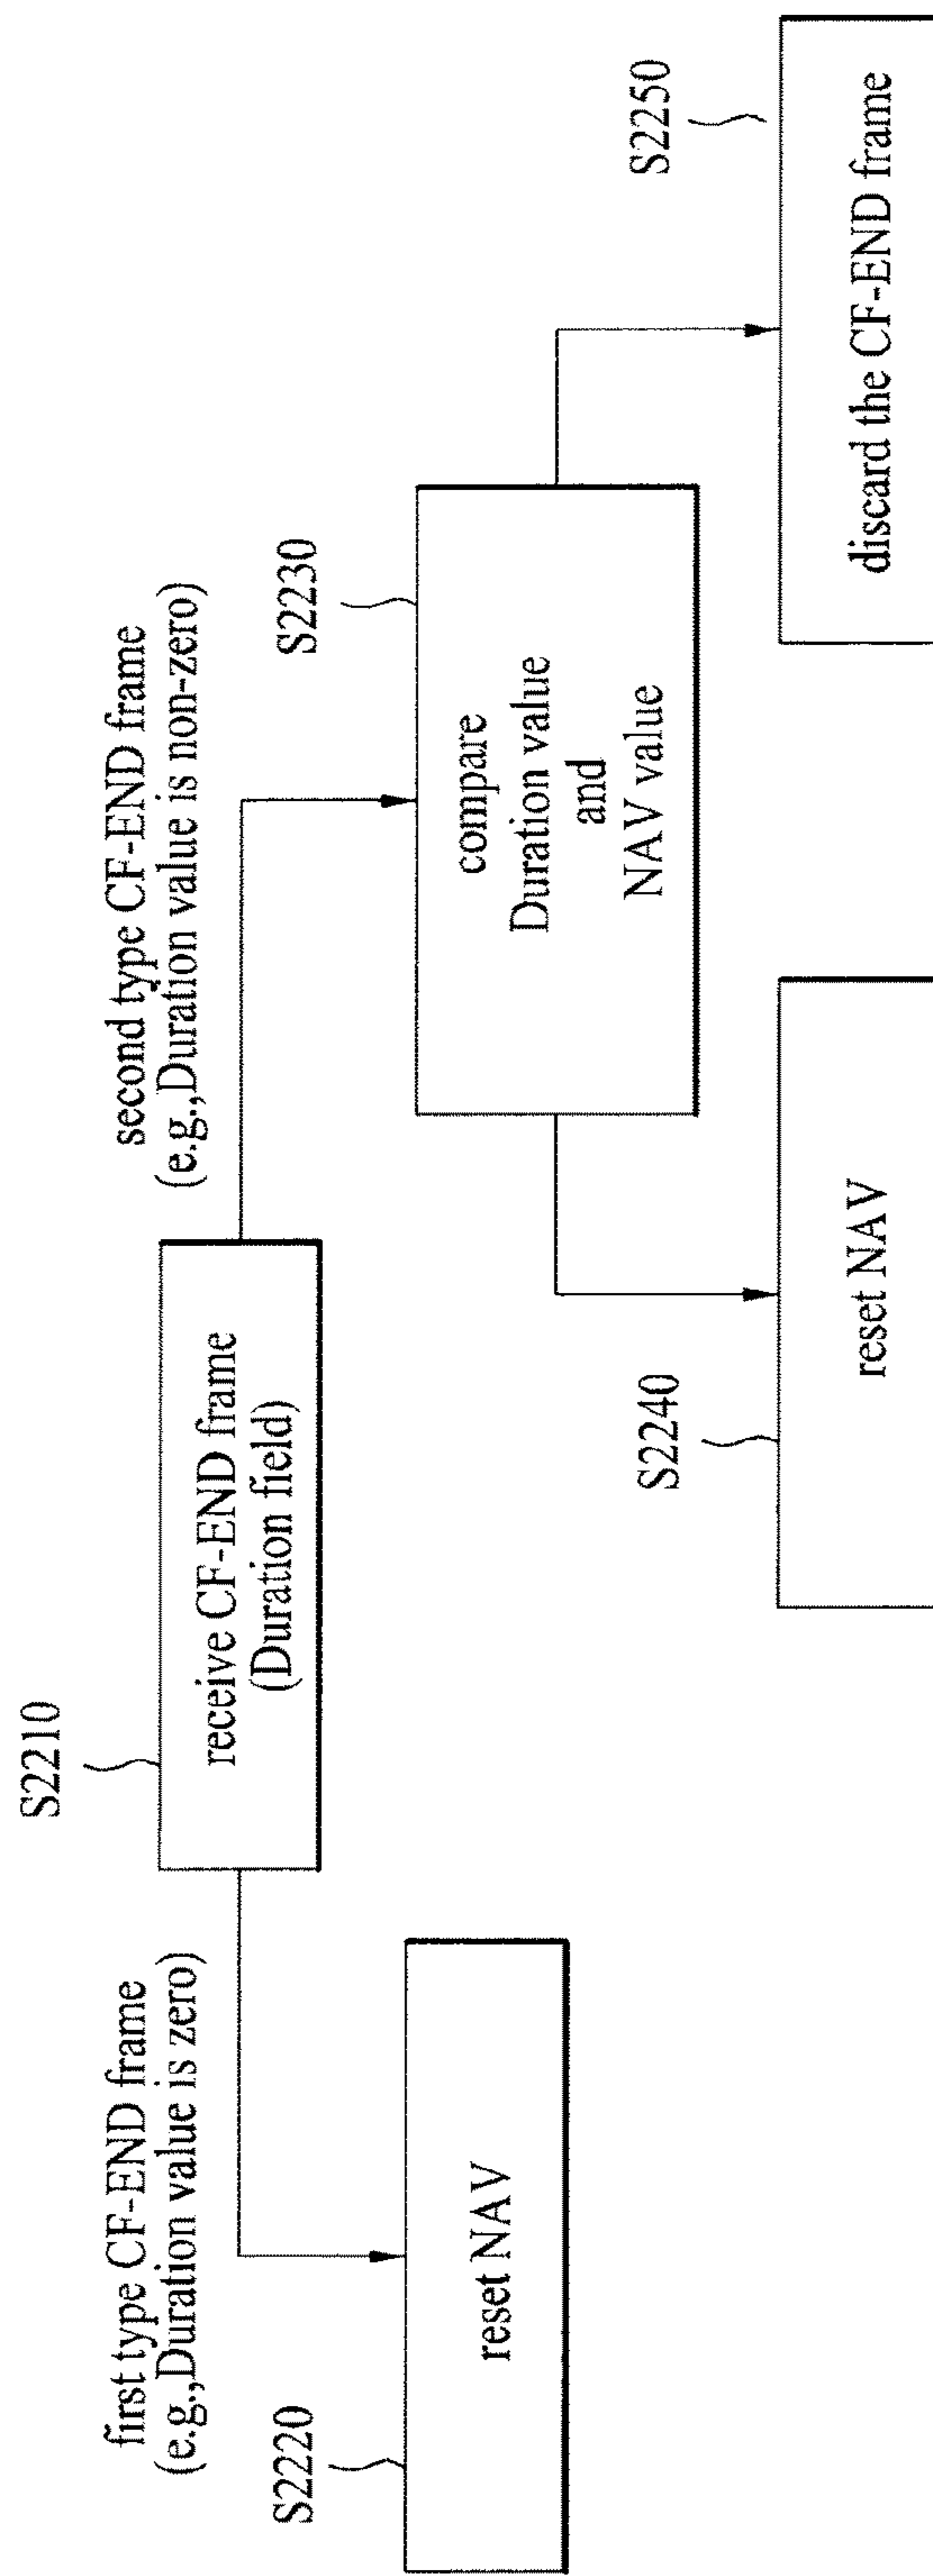 S2210
receive CF-END frame
(Duration field)
first type CF-END frame
(e.g.,Duration value is zero)
second type CF-END frame
(e.g.,Duration value is non-zero)
S2220
reset NAV
S2230
compare
Duration value
and
NAV value
S2240
reset NAV
S2250
discard the CF-END frame